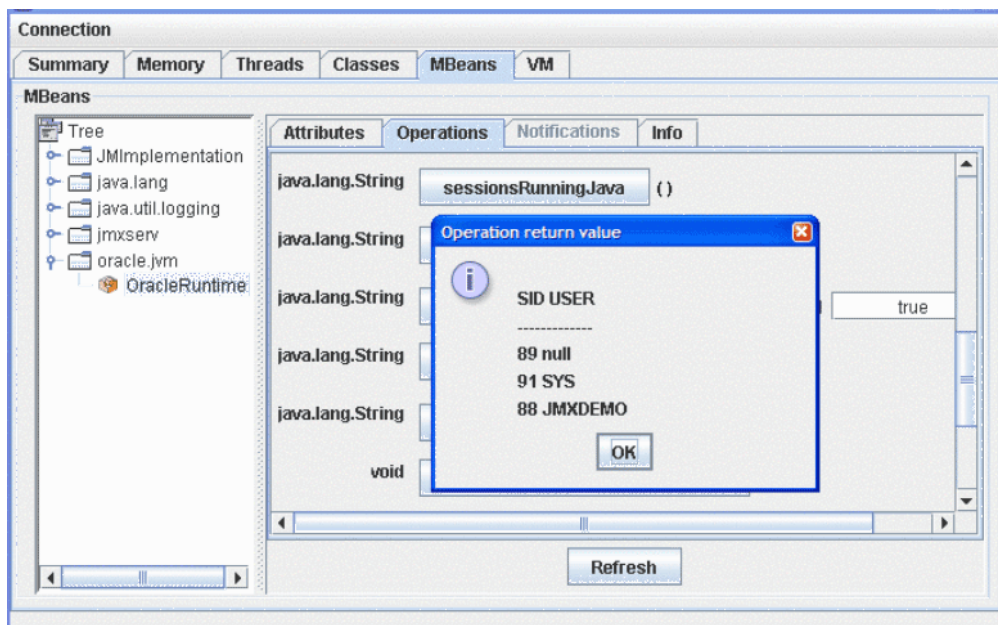 Connection
Summary Memory Threads Classes MBeans VM
MBeans
Tree
JMImplementation
java.lang
java.util.logging
jmxserv
oracle.jvm
OracleRuntime
Attributes Operations Notifications Info
java.lang.String sessionsRunningJava ()
java.lang.String
java.lang.String true
java.lang.String
java.lang.String
void
Operation return value
SID USER
-------------
89 null
91 SYS
88 JMXDEMO
OK
Refresh